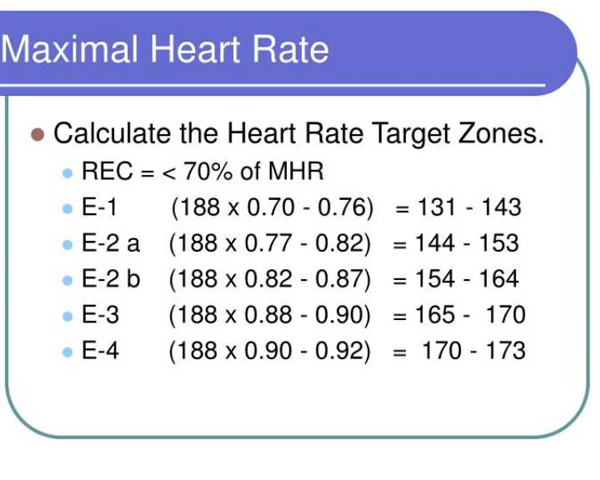 Maximal Heart Rate
Calculate the Heart Rate Target Zones.
REC = < 70% of MHR
E-1 (188 x 0.70 - 0.76) = 131 - 143
E-2 a (188 x 0.77 - 0.82) = 144 - 153
E-2 b (188 x 0.82 - 0.87) = 154 - 164
E-3 (188 x 0.88 - 0.90) = 165 - 170
E-4 (188 x 0.90 - 0.92) = 170 - 173